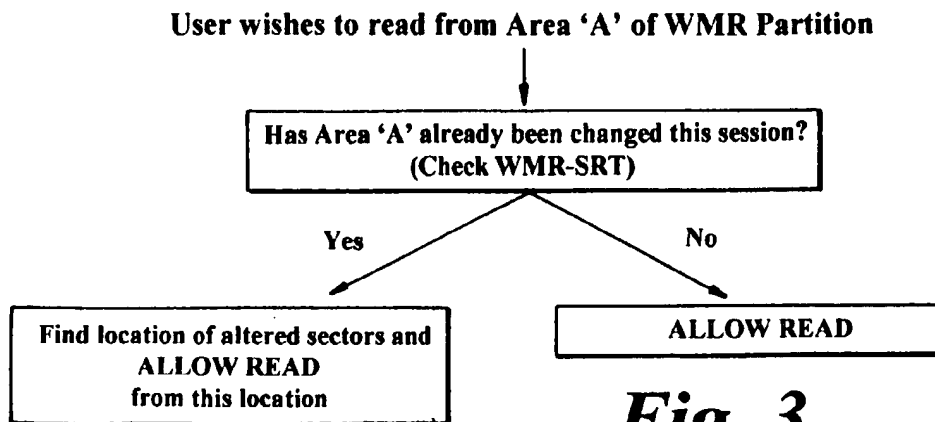 User wishes to read from Area ‘A’ of WMR Partition
Has Area ‘A’ already been changed this session?
(Check WMR-SRT)
Yes
No
Find location of altered sectors and
ALLOW READ
from this location
ALLOW READ
Fig. 3